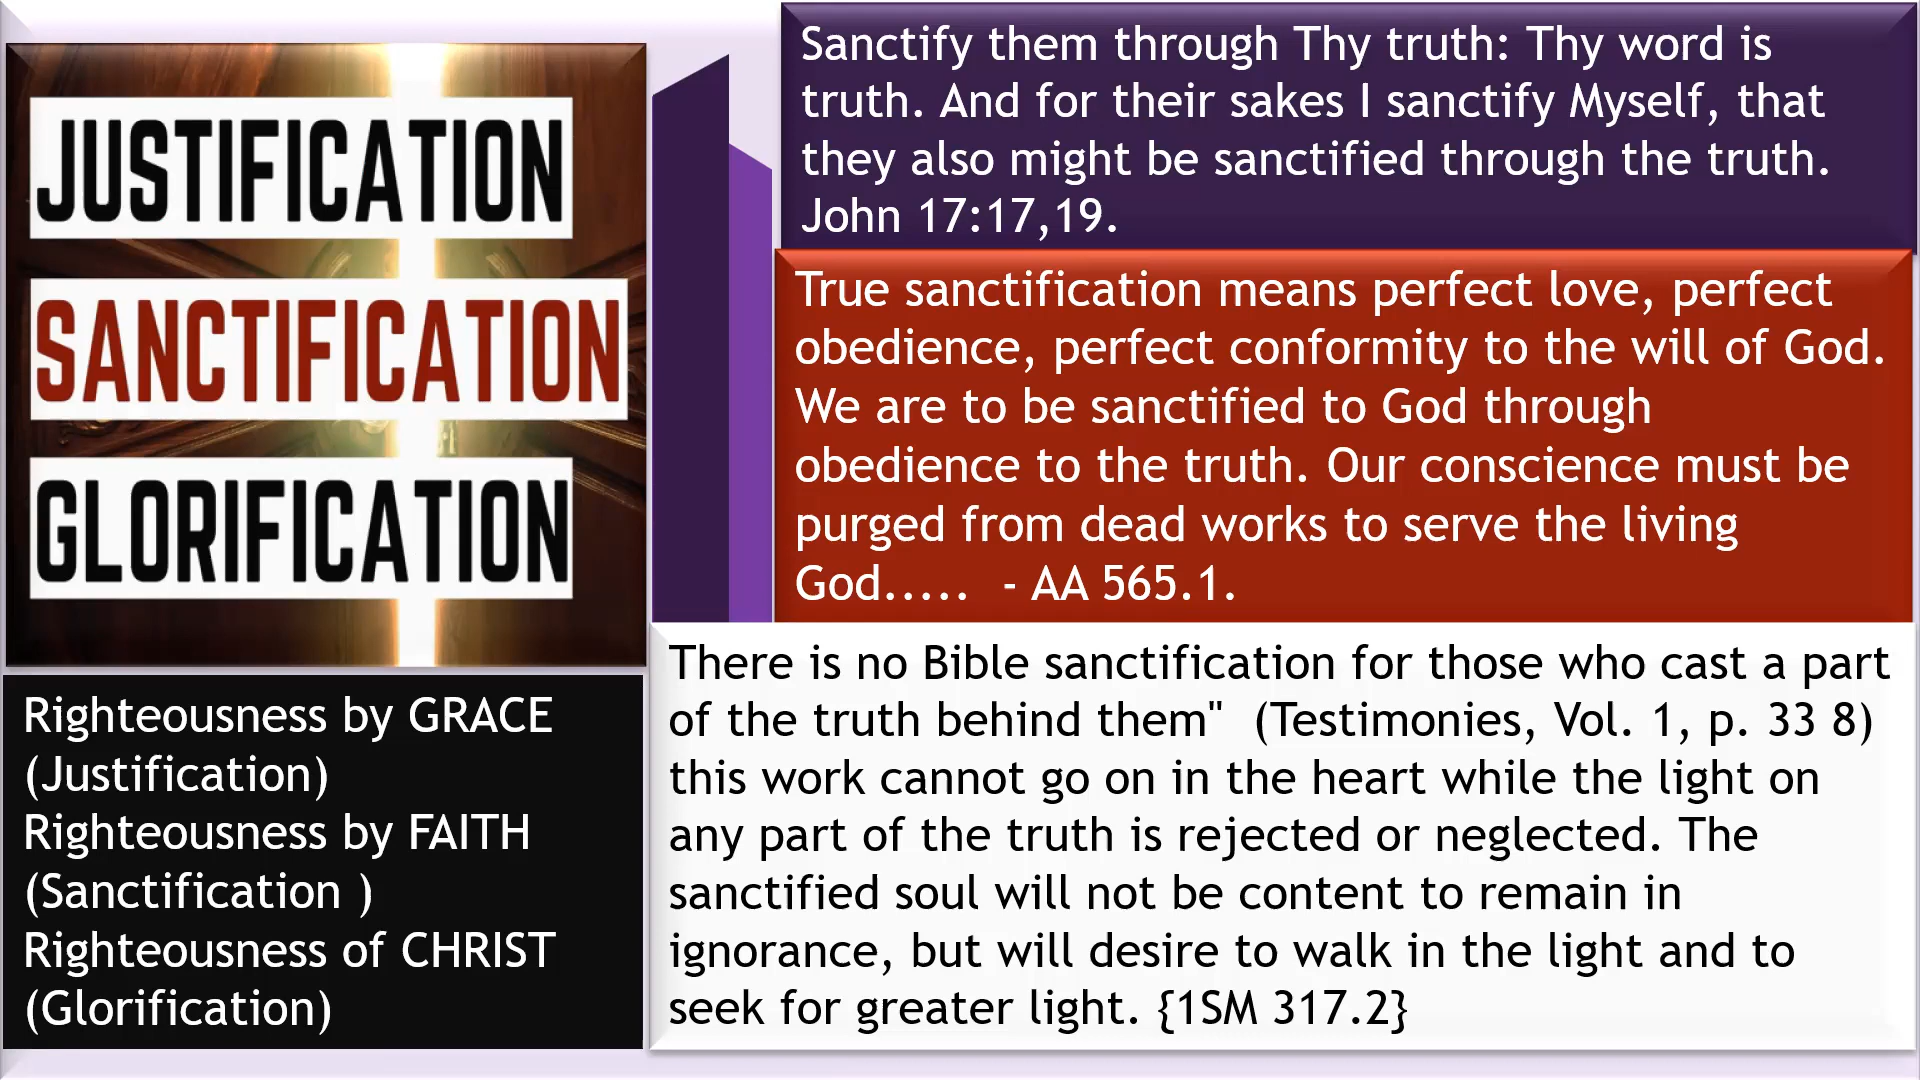 JUSTIFICATION
SANCTIFICATION
GLORIFICATION
Righteousness by GRACE
(Justification)
Righteousness by FAITH
(Sanctification )
Righteousness of CHRIST
(Glorification)
Sanctify them through Thy truth: Thy word is
truth. And for their sakes I sanctify Myself, that
they also might be sanctified through the truth.
John 17:17,19.
True sanctification means perfect love, perfect
obedience, perfect conformity to the will of God.
We are to be sanctified to God through
obedience to the truth. Our conscience must be
purged from dead works to serve the living
God.....  - AA 565.1.
There is no Bible sanctification for those who cast a part
of the truth behind them"  (Testimonies, Vol. 1, p. 33 8)
this work cannot go on in the heart while the light on
any part of the truth is rejected or neglected. The
sanctified soul will not be content to remain in
ignorance, but will desire to walk in the light and to
seek for greater light. {1SM 317.2}